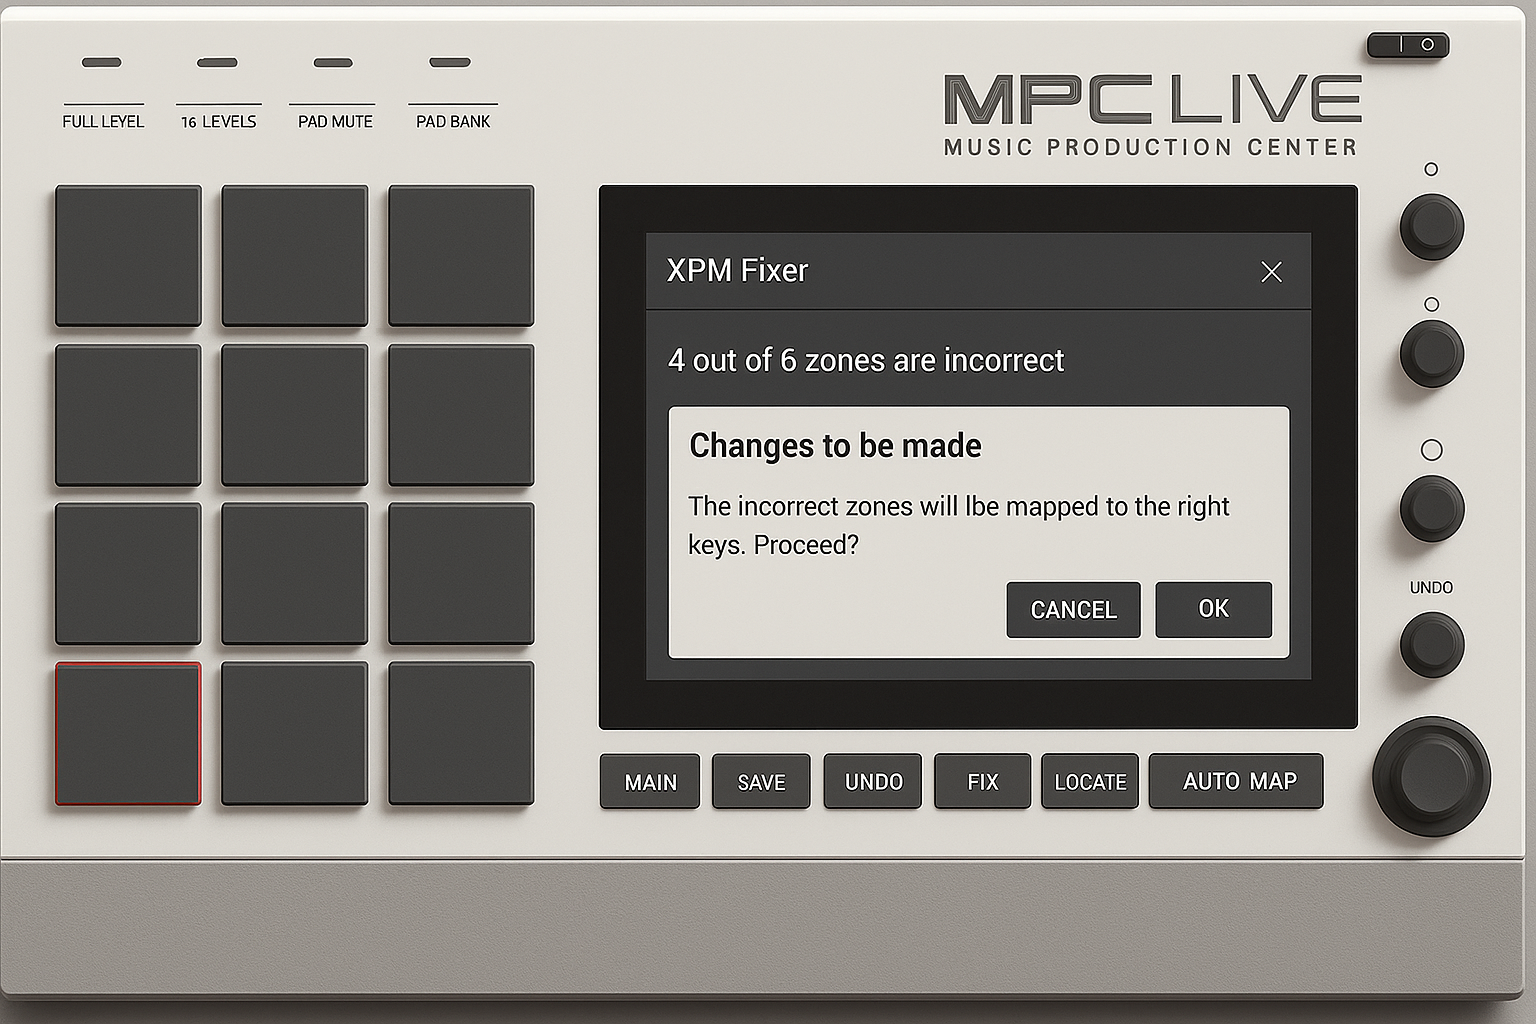 FULL LEYEL
16 LEVELS
PAD MUTE
PAD BANK
MPC LIVE
MUSIC PRODUCTION CENTER
XPM Fixer
4 out of 6 zones are incorrect
Changes to be made
The incorrect zones will lbe mapped to the right
keys. Proceed?
CANCEL
OK
UNDO
MAIN
SAVE
UNDO
FIX
LOCATE
AUTO MAP